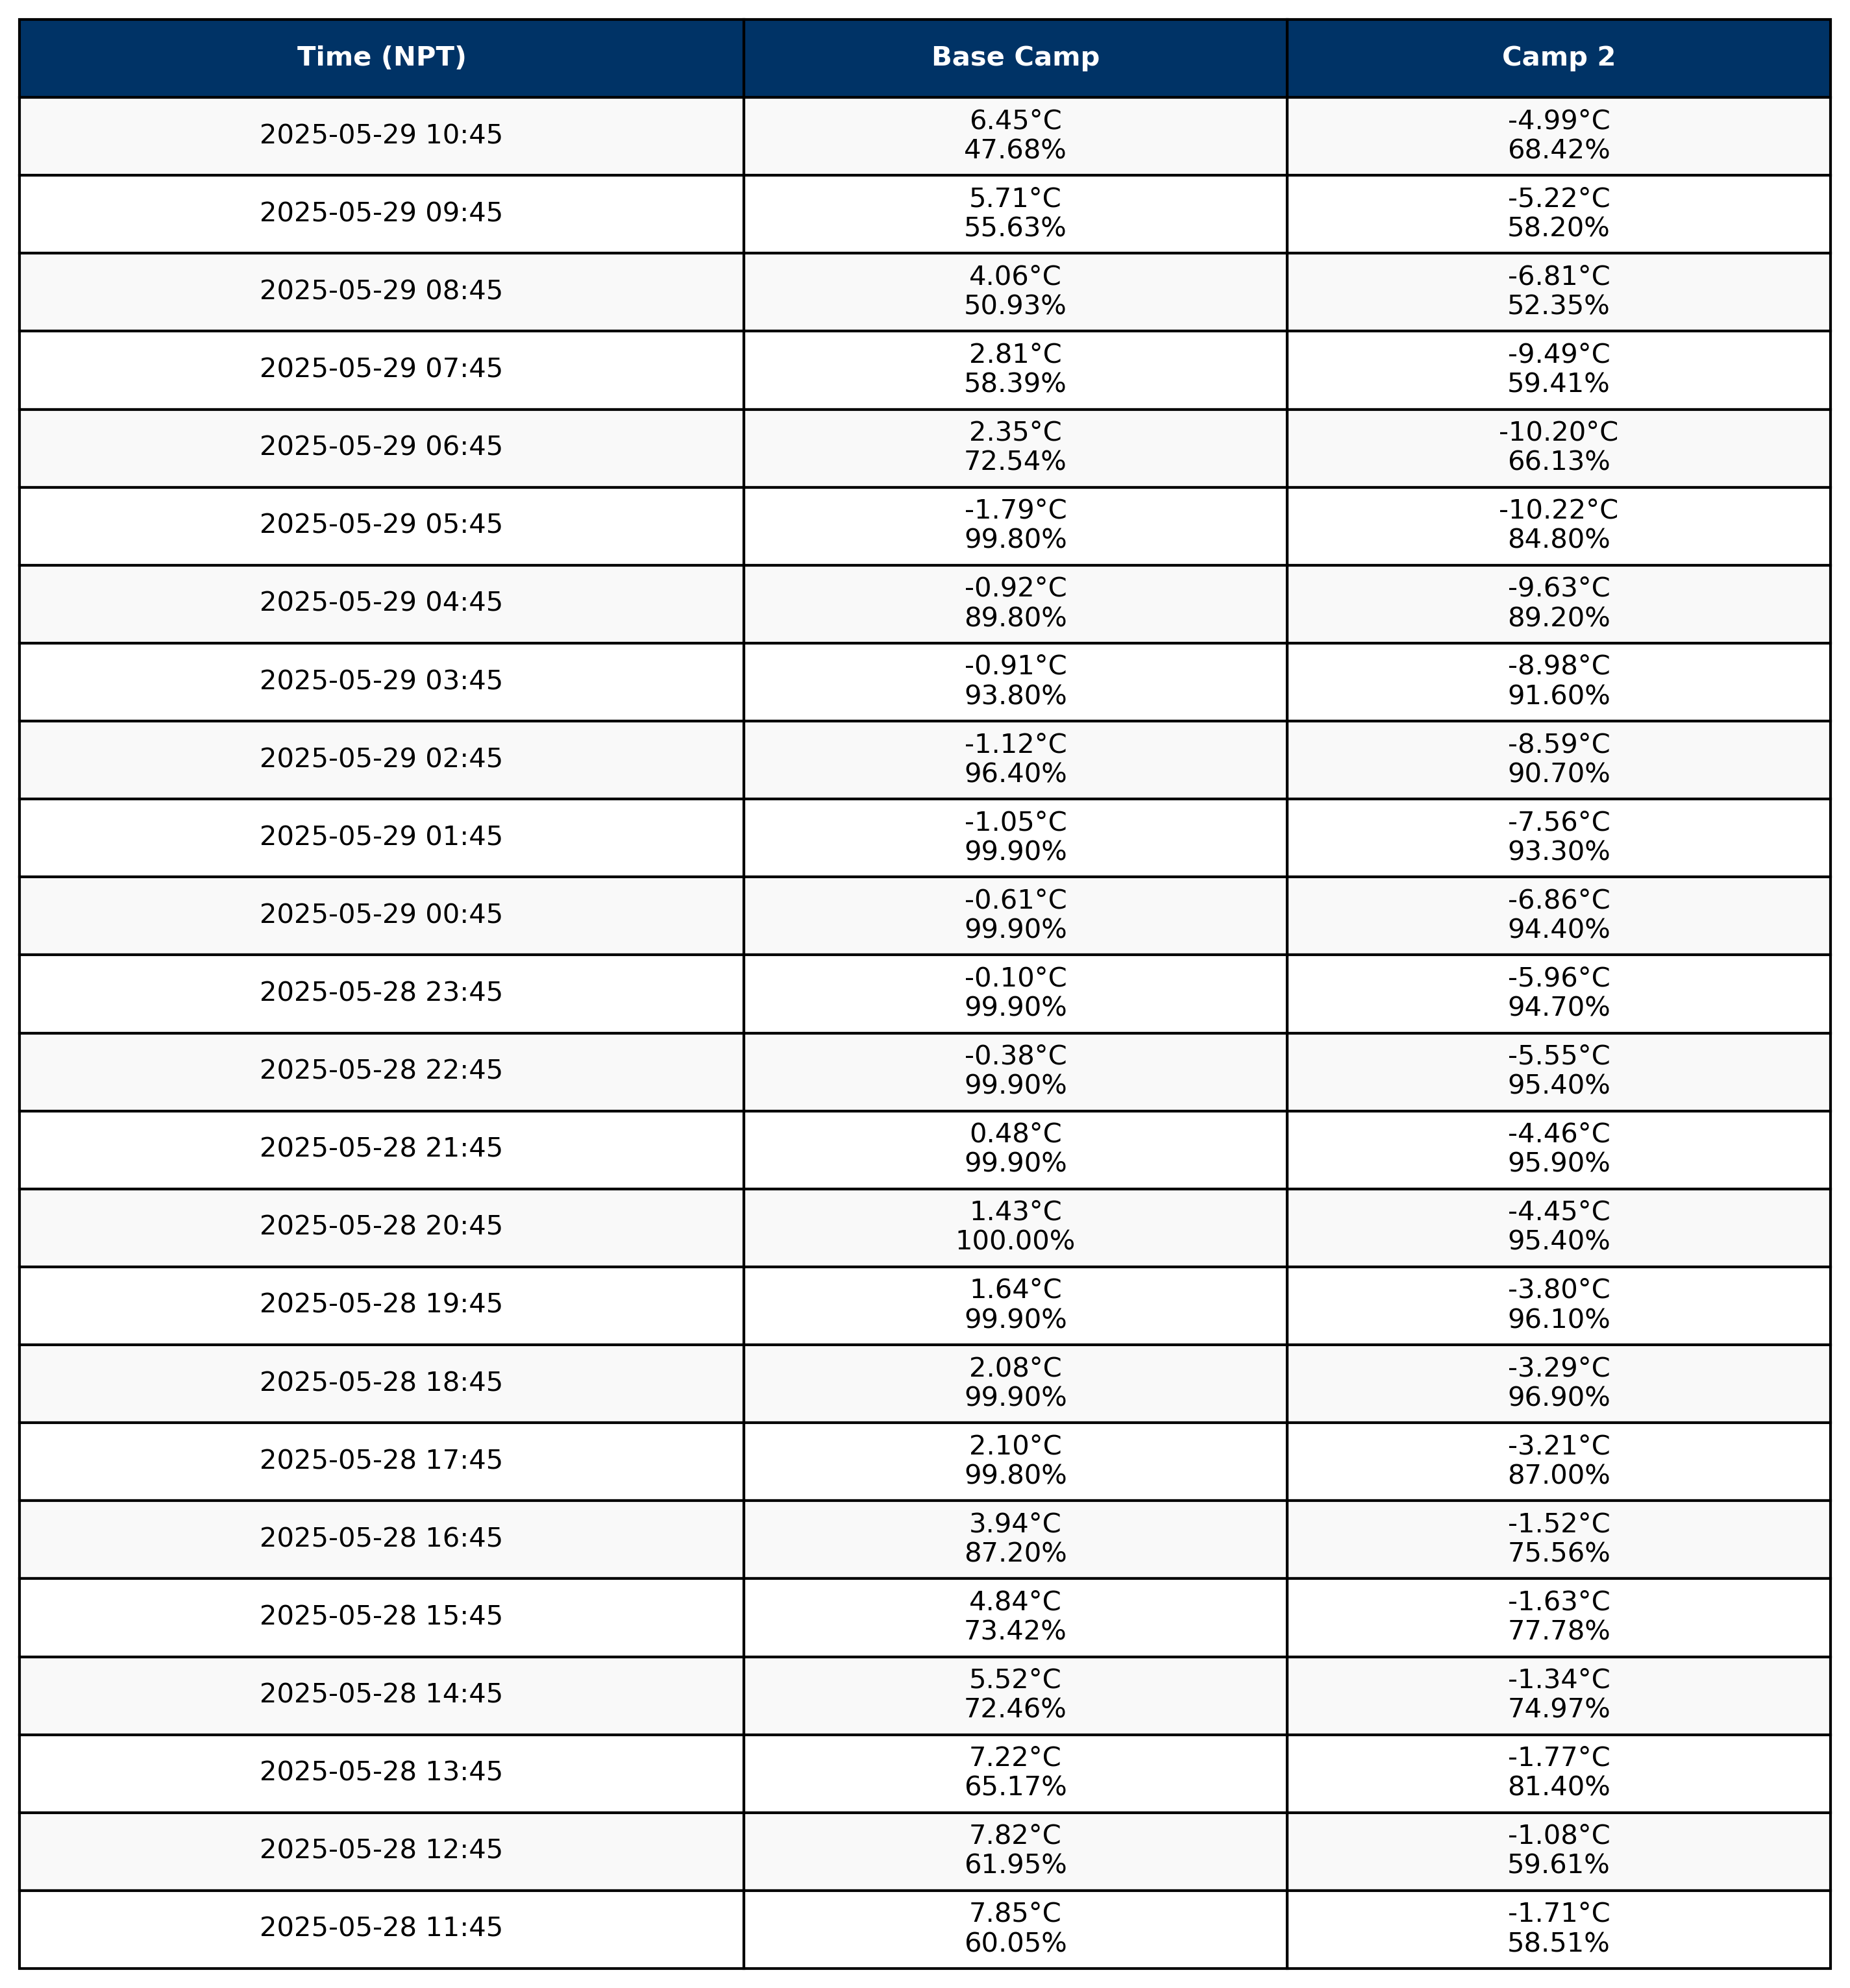 Time (NPT) Base Camp Camp 2
2025-05-29 10:45 6.45°C -4.99°C
47.68% 68.42%
2025-05-29 09:45 5.71°C -5.22°C
55.63% 58.20%
2025-05-29 08:45 4.06°C -6.81°C
50.93% 52.35%
2025-05-29 07:45 2.81°C -9.49°C
58.39% 59.41%
2025-05-29 06:45 2.35°C -10.20°C
72.54% 66.13%
2025-05-29 05:45 -1.79°C -10.22°C
99.80% 84.80%
2025-05-29 04:45 -0.92°C -9.63°C
89.80% 89.20%
2025-05-29 03:45 -0.91°C -8.98°C
93.80% 91.60%
2025-05-29 02:45 -1.12°C -8.59°C
96.40% 90.70%
2025-05-29 01:45 -1.05°C -7.56°C
99.90% 93.30%
2025-05-29 00:45 -0.61°C -6.86°C
99.90% 94.40%
2025-05-28 23:45 -0.10°C -5.96°C
99.90% 94.70%
2025-05-28 22:45 -0.38°C -5.55°C
99.90% 95.40%
2025-05-28 21:45 0.48°C -4.46°C
99.90% 95.90%
2025-05-28 20:45 1.43°C -4.45°C
100.00% 95.40%
2025-05-28 19:45 1.64°C -3.80°C
99.90% 96.10%
2025-05-28 18:45 2.08°C -3.29°C
99.90% 96.90%
2025-05-28 17:45 2.10°C -3.21°C
99.80% 87.00%
2025-05-28 16:45 3.94°C -1.52°C
87.20% 75.56%
2025-05-28 15:45 4.84°C -1.63°C
73.42% 77.78%
2025-05-28 14:45 5.52°C -1.34°C
72.46% 74.97%
2025-05-28 13:45 7.22°C -1.77°C
65.17% 81.40%
2025-05-28 12:45 7.82°C -1.08°C
61.95% 59.61%
2025-05-28 11:45 7.85°C -1.71°C
60.05% 58.51%